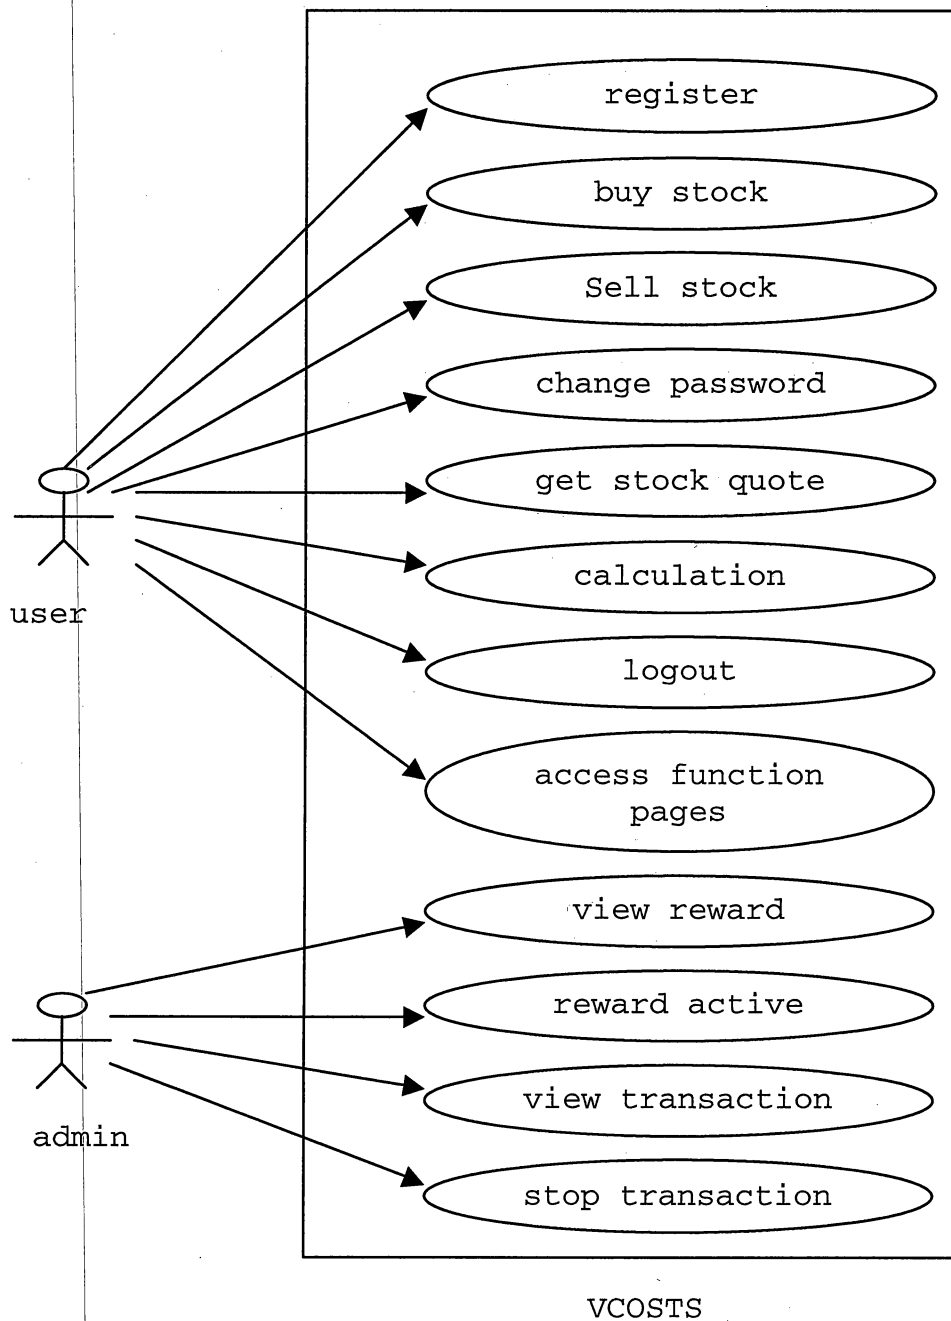 register
buy stock
Sell stock
change password
get stock quote
user
calculation
logout
access function
pages
view reward
reward active
view transaction
admin
stop transaction
VCOSTS